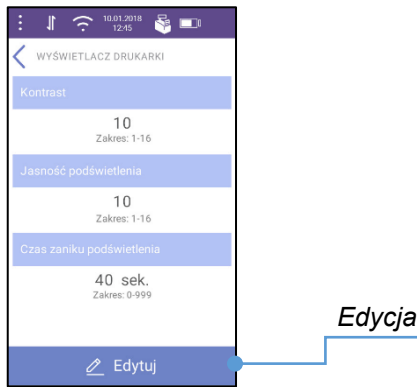 10.01.2018
12:45
WYŚWIETLACZ DRUKARKI
Kontrast
10
Zakres: 1-16
Jasność podświetlenia
10
Zakres: 1-16
Czas zaniku podświetlenia
40 sek.
Zakres: 0-999
Edycja
Edytuj